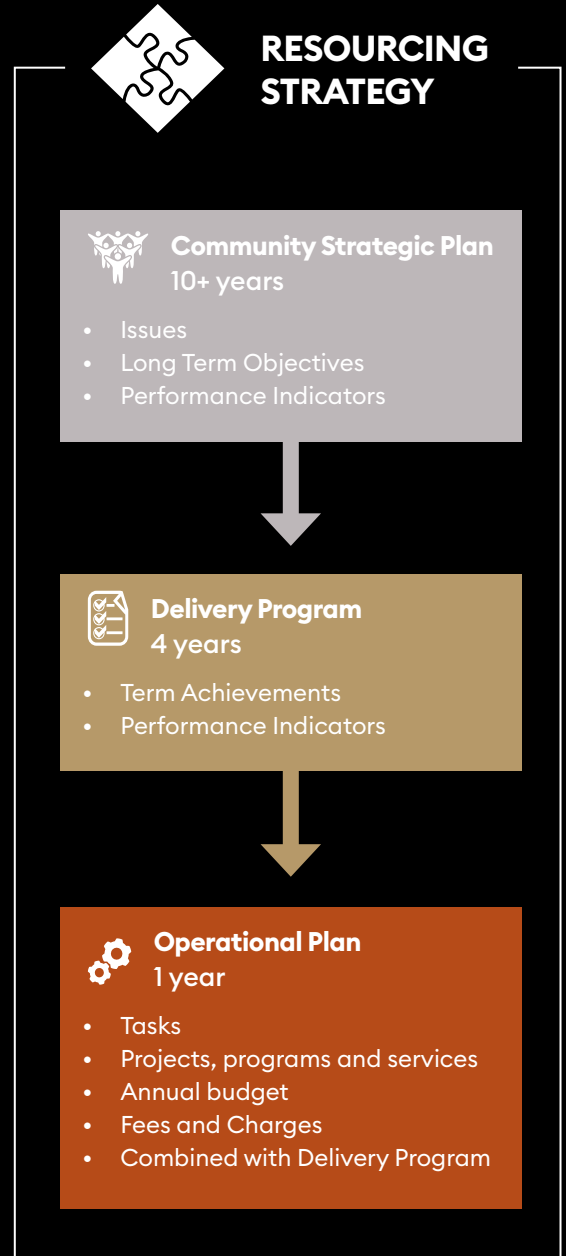 RESOURCING
STRATEGY
Community Strategic Plan
10+ years
• Issues
• Long Term Objectives
• Performance Indicators
Delivery Program
4 years
• Term Achievements
• Performance Indicators
Operational Plan
1 year
• Tasks
• Projects, programs and services
• Annual budget
• Fees and Charges
• Combined with Delivery Program